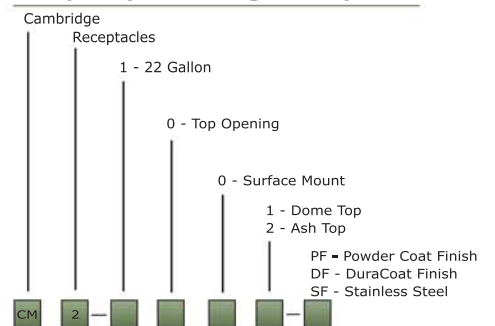 Cambridge
Receptacles
1 - 22 Gallon
0 - Top Opening
0 - Surface Mount
1 - Dome Top
2 - Ash Top
PF - Powder Coat Finish
DF - DuraCoat Finish
SF - Stainless Steel
CM 2 - -